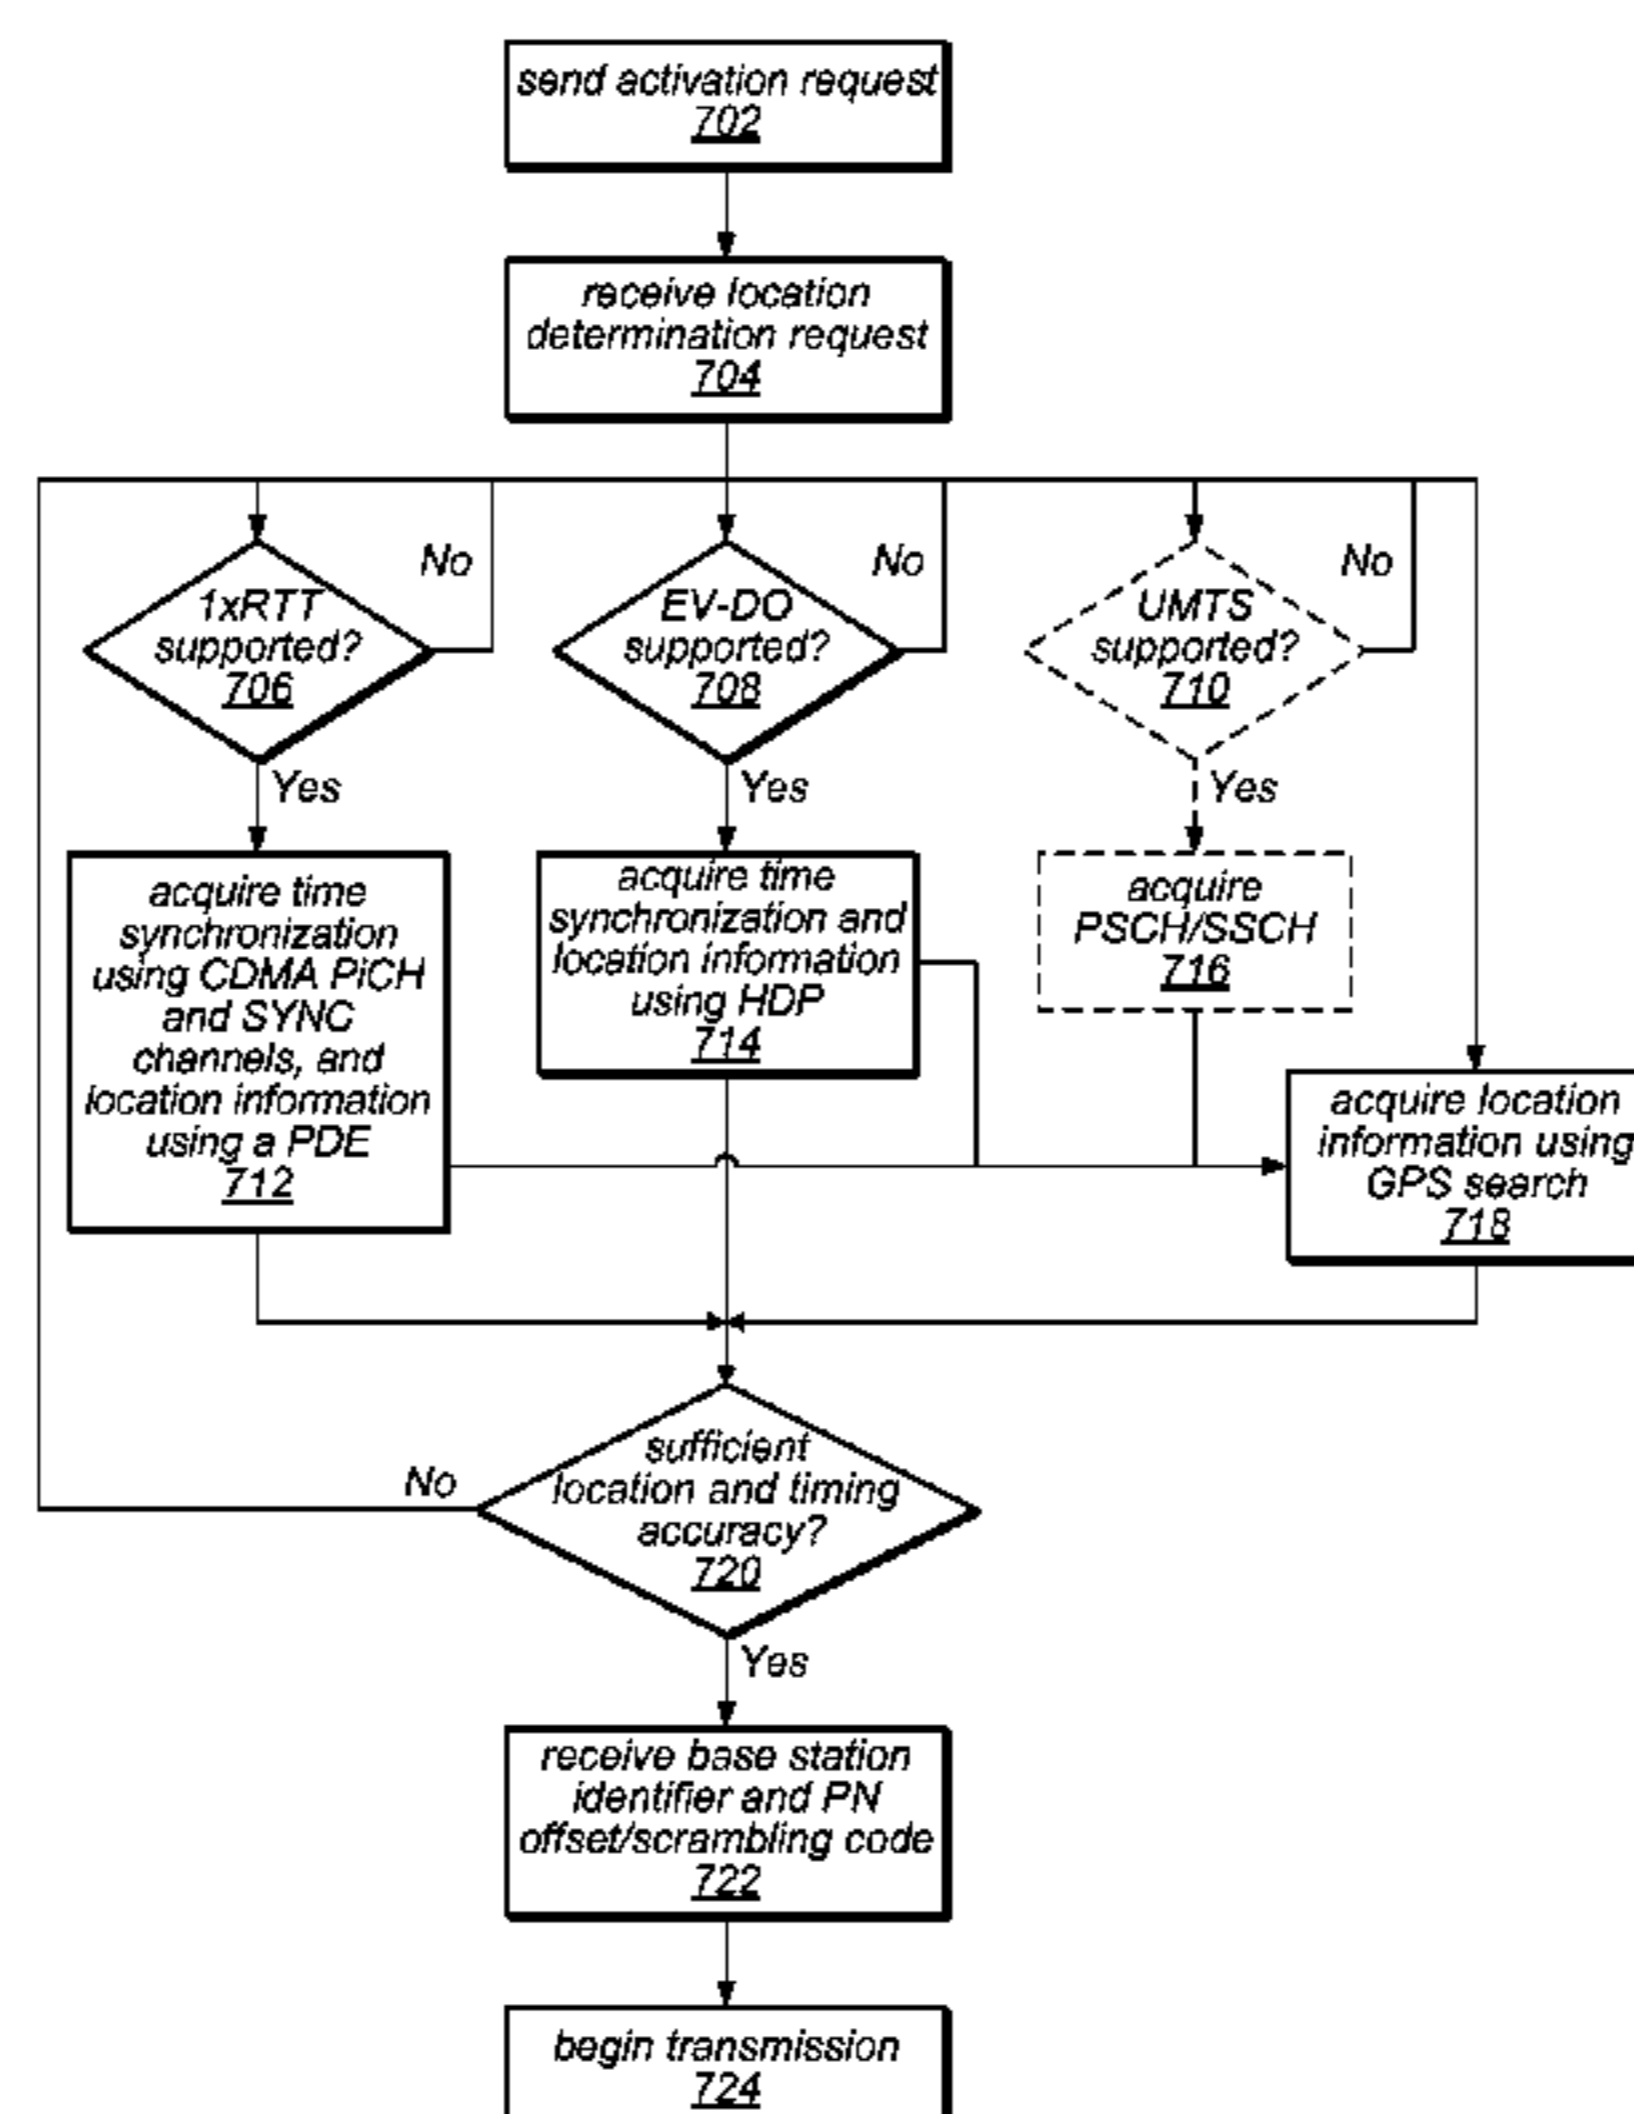 send activation request
702
receive location
determination request
704
No
No
No
1xRTT
supported?
706
EV-DO
supported?
708
UMTS
supported?
710
Yes
Yes
Yes
acquire time
synchronization
using CDMA PiCH
and SYNC
channels, and
location information
using a PDE
712
acquire time
synchronization and
location information
using HDP
714
acquire
PSCH/SSCH
716
acquire location
information using
GPS search
718
No
sufficient
location and timing
accuracy?
720
Yes
receive base station
identifier and PN
offset/scrambling code
722
begin transmission
724